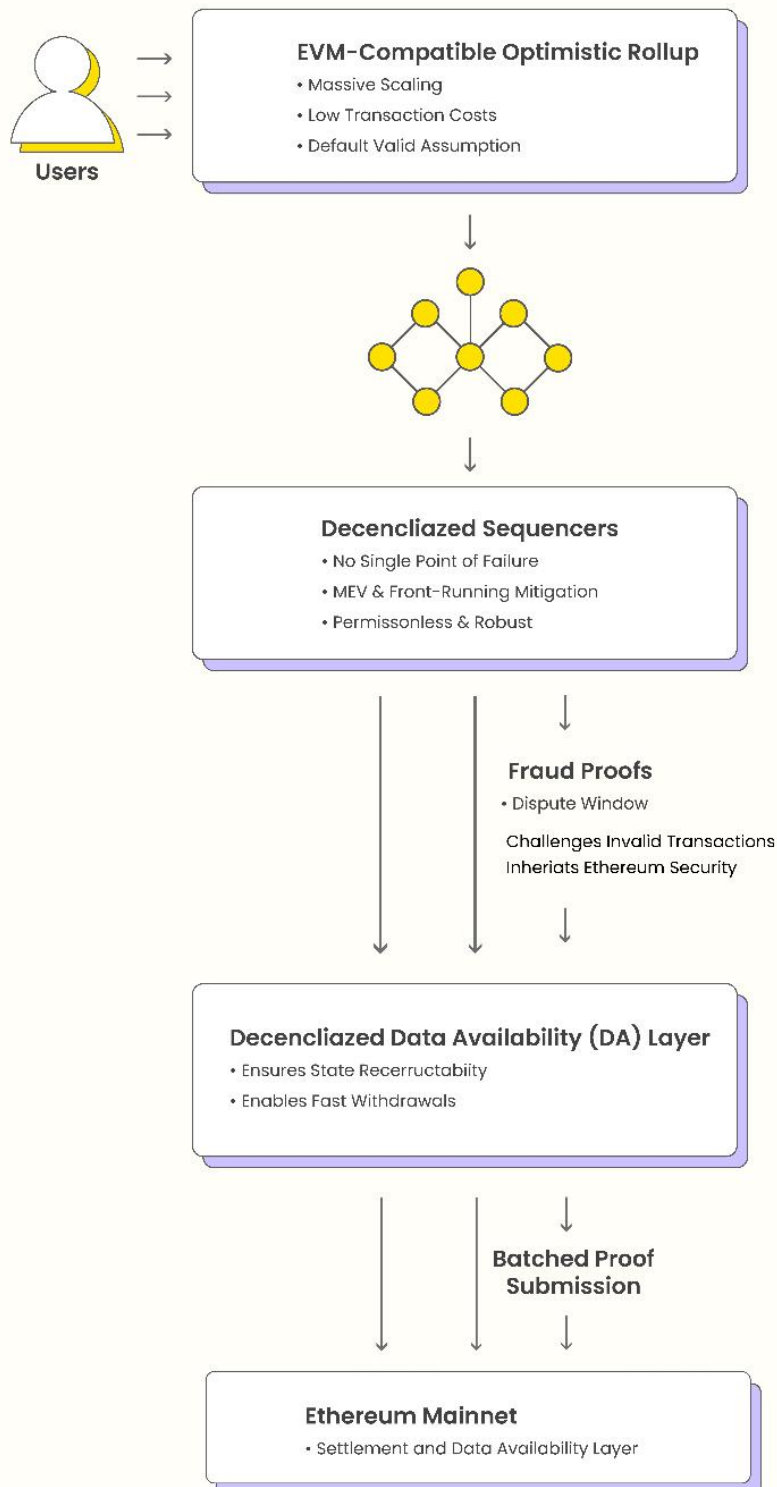 EVM-Compatible Optimistic Rollup
• Massive Scaling
• Low Transaction Costs
• Default Valid Assumption
Users
Decencliazed Sequencers
• No Single Point of Failure
• MEV & Front-Running Mitigation
• Permissonless & Robust
Fraud Proofs
• Dispute Window
Challenges Invalid Transactions
Inheriats Ethereum Security
Decencliazed Data Availability (DA) Layer
• Ensures State Recerructabiity
• Enables Fast Withdrawals
Batched Proof
Submission
Ethereum Mainnet
• Settlement and Data Availability Layer